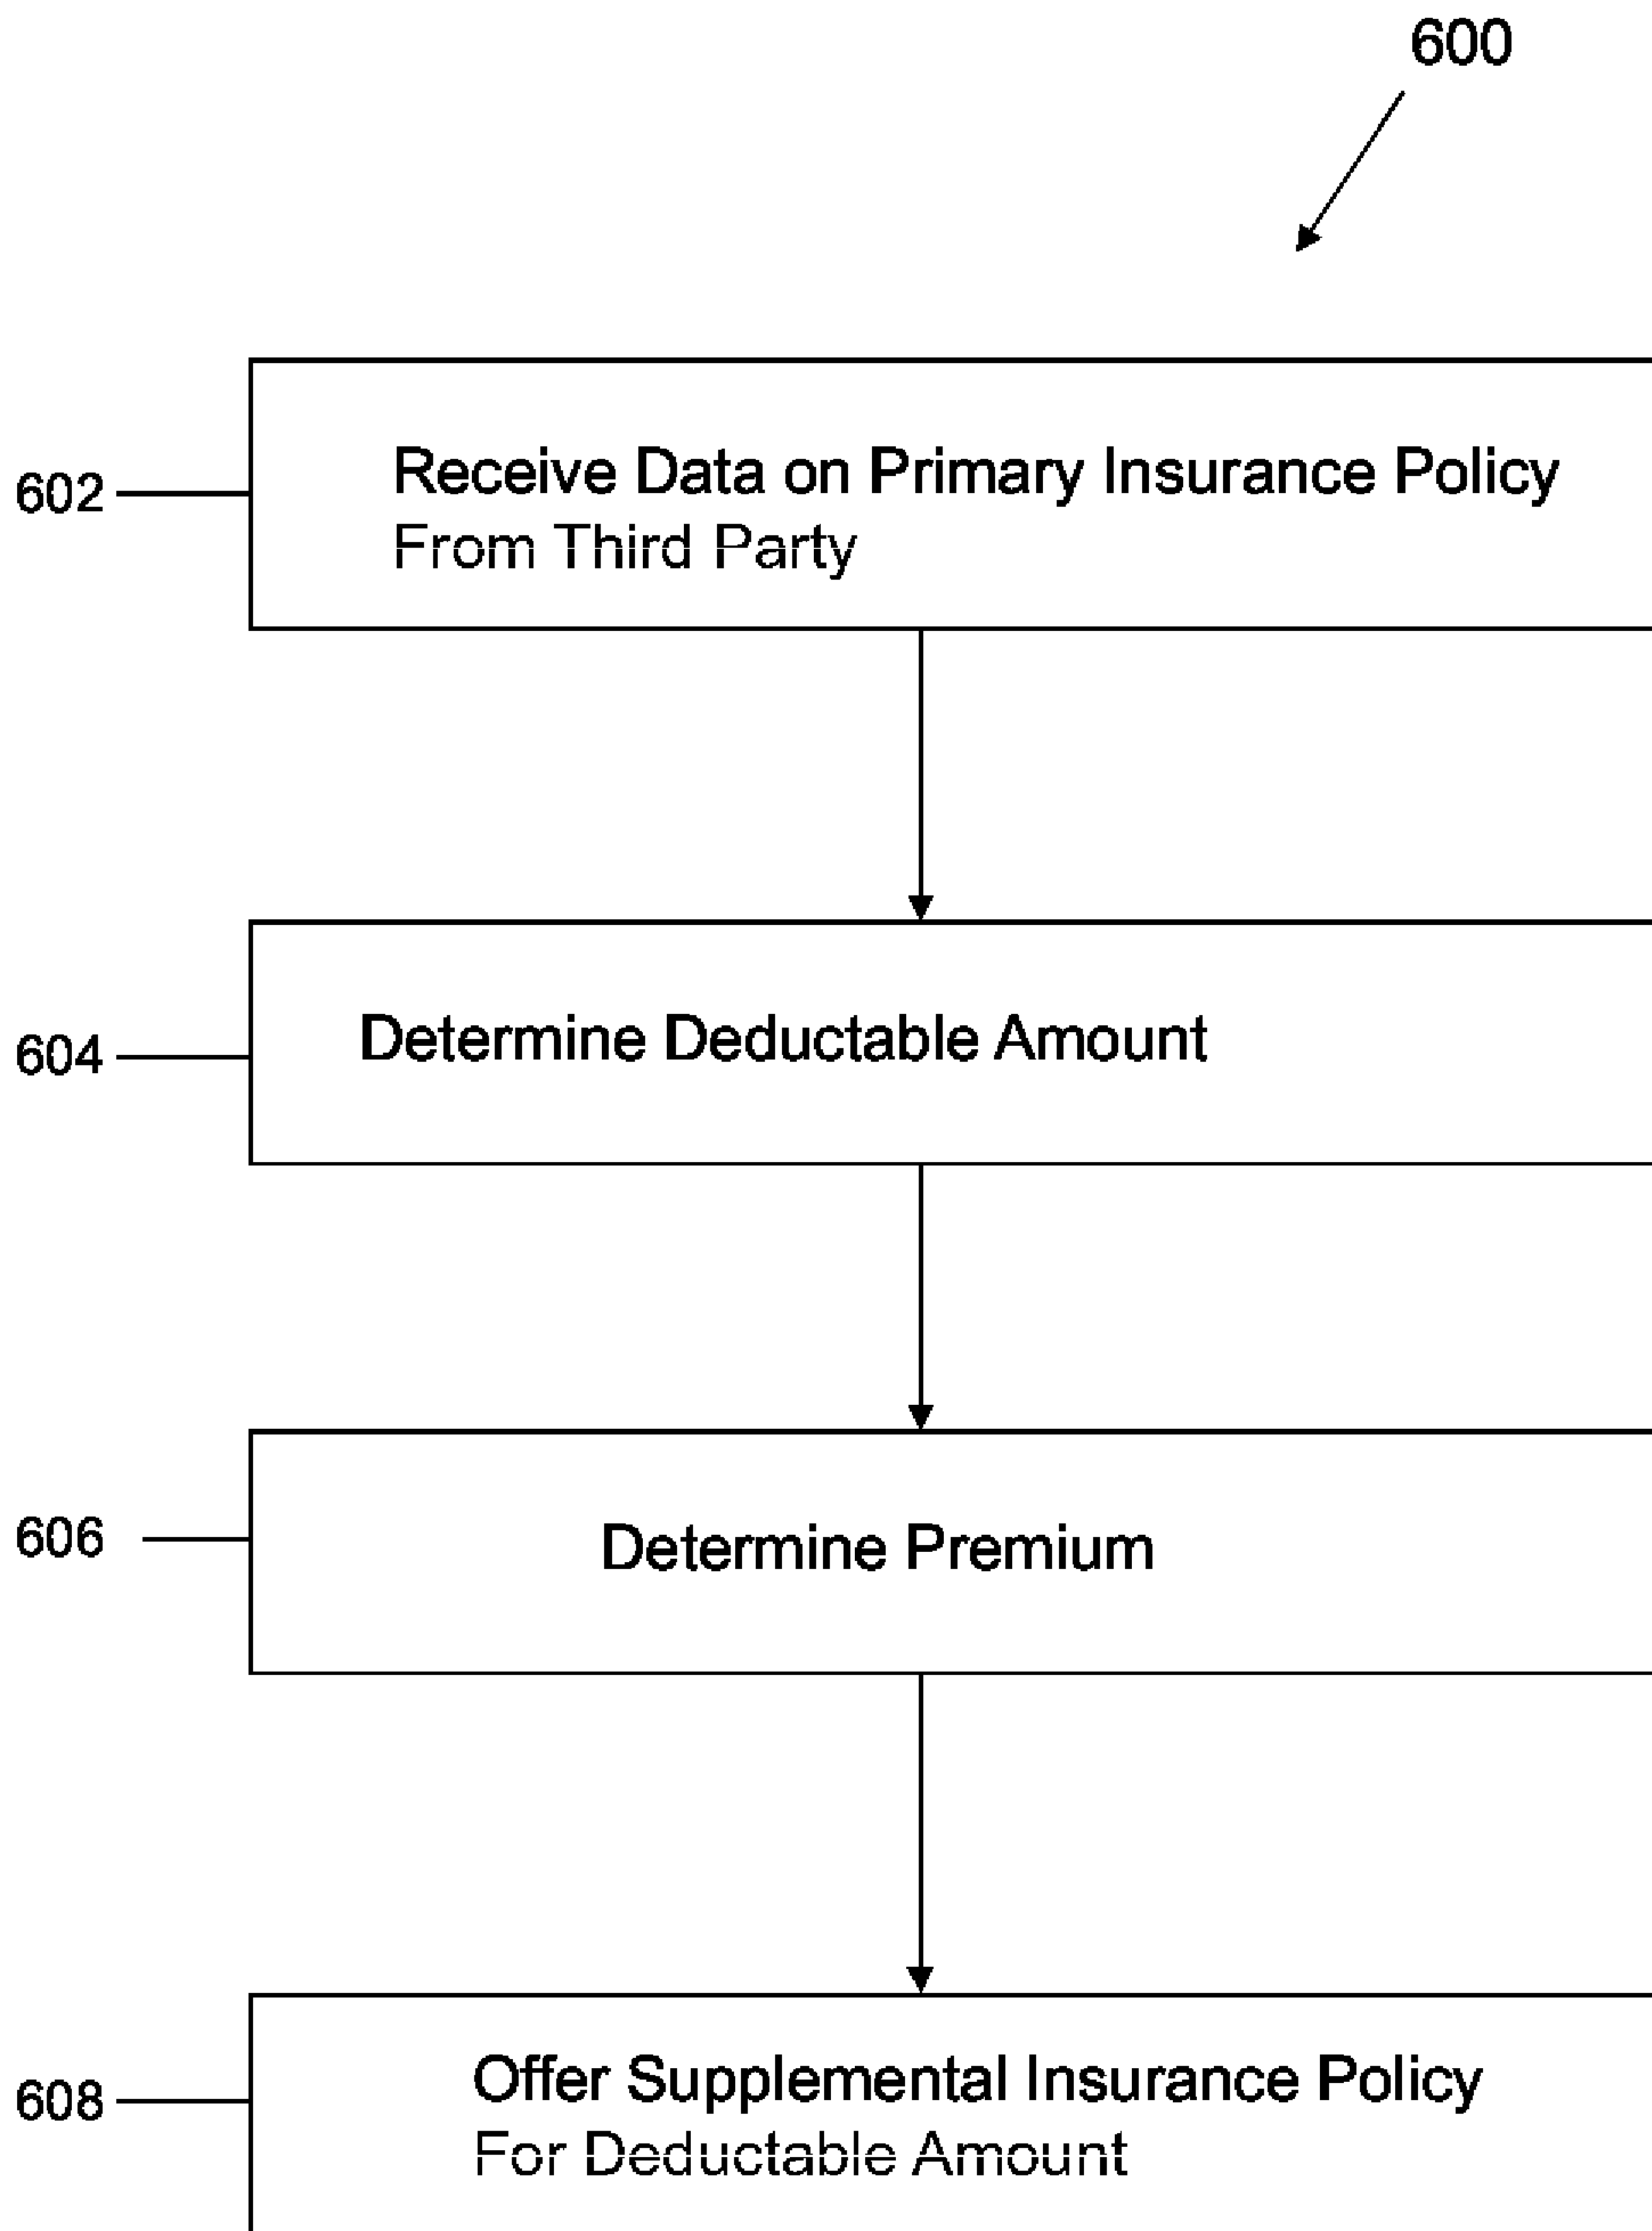 600
602
Receive Data on Primary Insurance Policy
From Third Party
604
Determine Deductable Amount
606
Determine Premium
608
Offer Supplemental Insurance Policy
For Deductable Amount